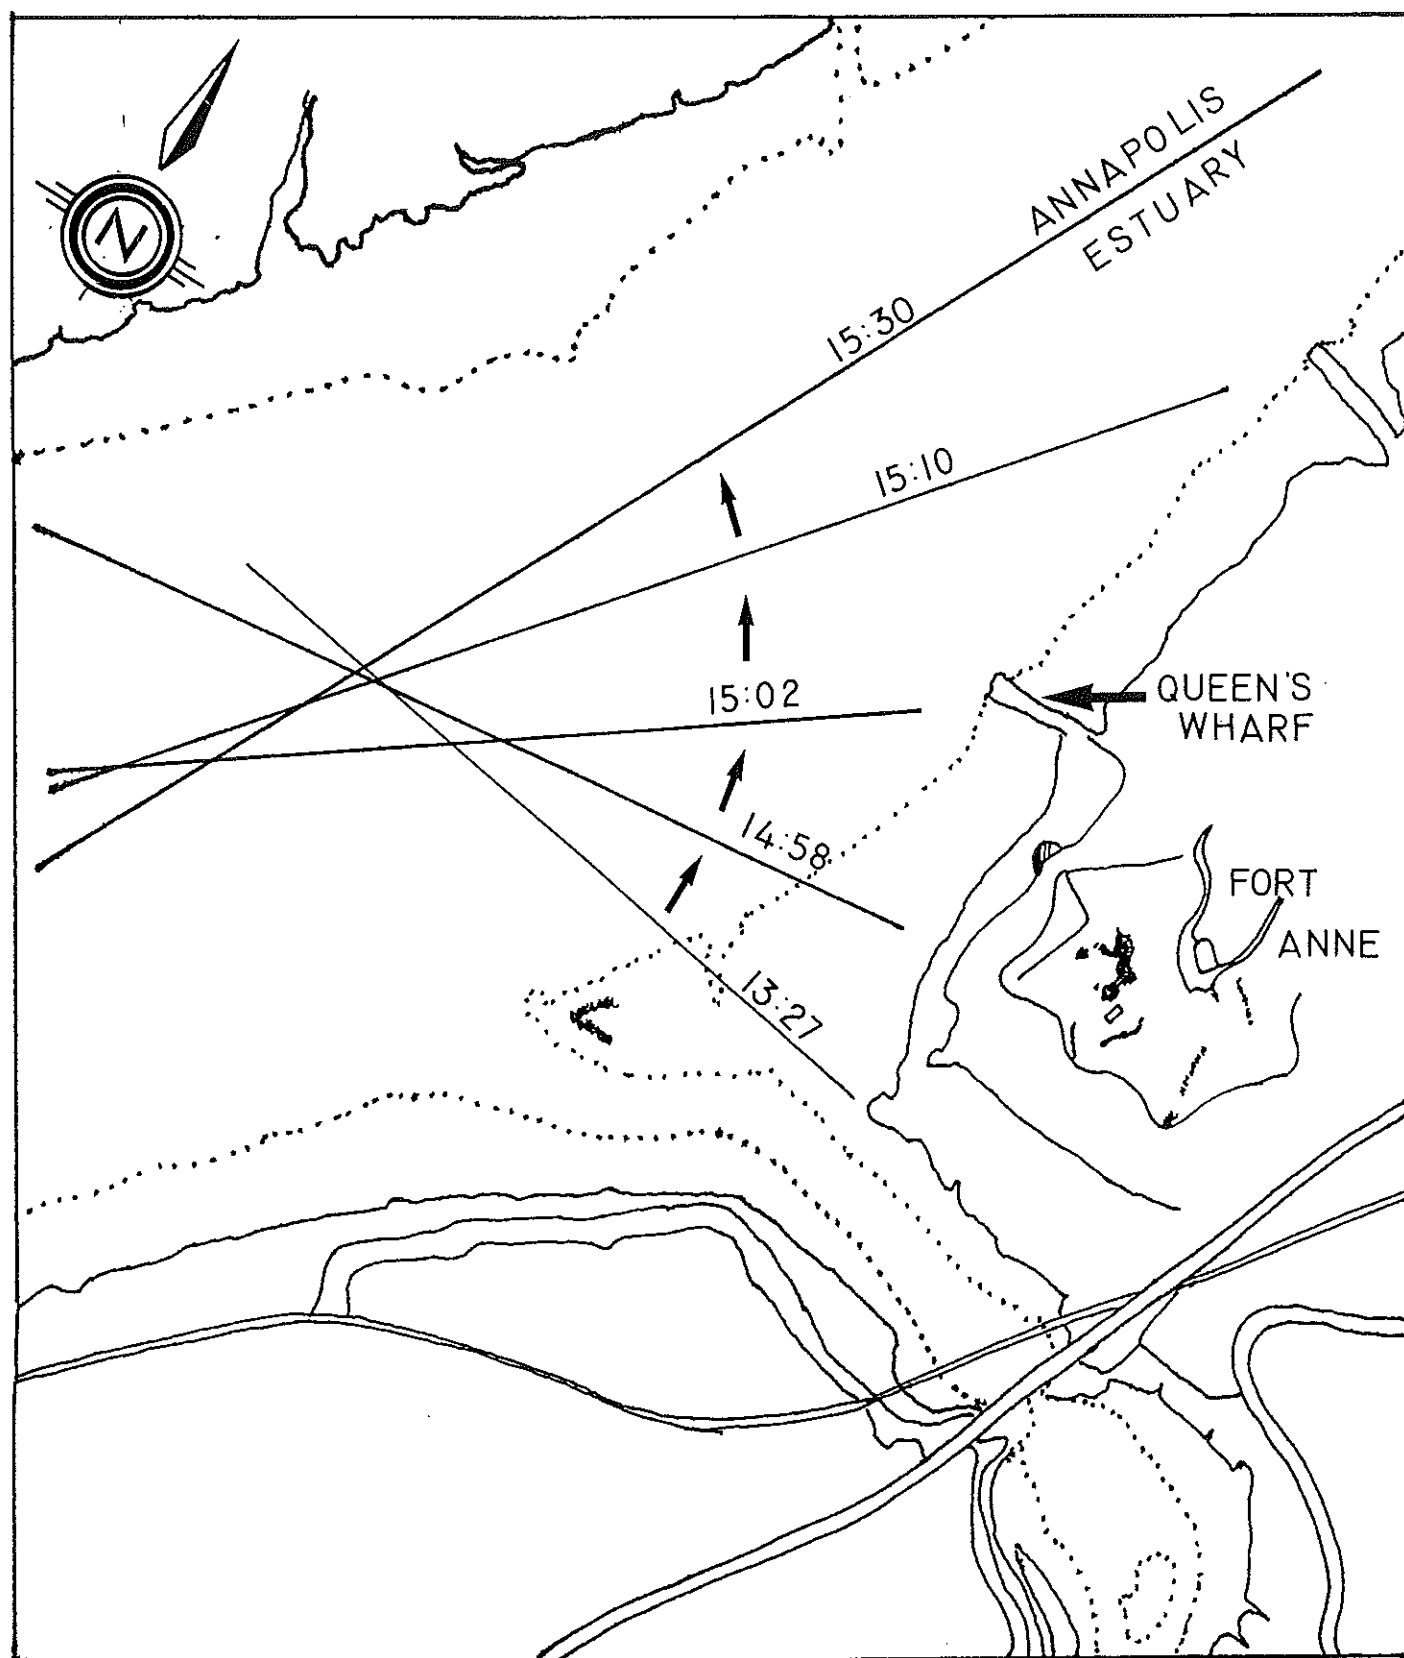 N
ANNAPOLIS
ESTUARY
15:30
15:10
15:02
QUEEN'S
WHARF
14:58
FORT
ANNE
13:27